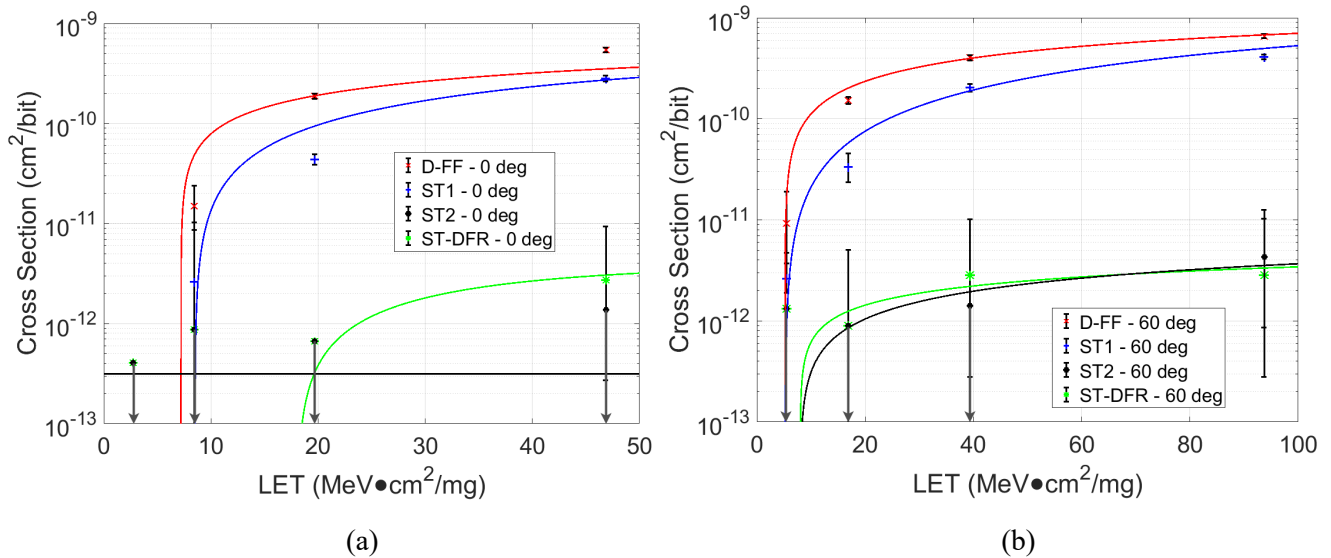 10^-9
10^-10
10^-11
10^-12
10^-13
Cross Section (cm^2/bit)
D-FF - 0 deg
ST1 - 0 deg
ST2 - 0 deg
ST-DFR - 0 deg
0 10 20 30 40 50
LET (MeV●cm^2/mg)
(a)
10^-9
10^-10
10^-11
10^-12
10^-13
Cross Section (cm^2/bit)
D-FF - 60 deg
ST1 - 60 deg
ST2 - 60 deg
ST-DFR - 60 deg
0 20 40 60 80 100
LET (MeV●cm^2/mg)
(b)